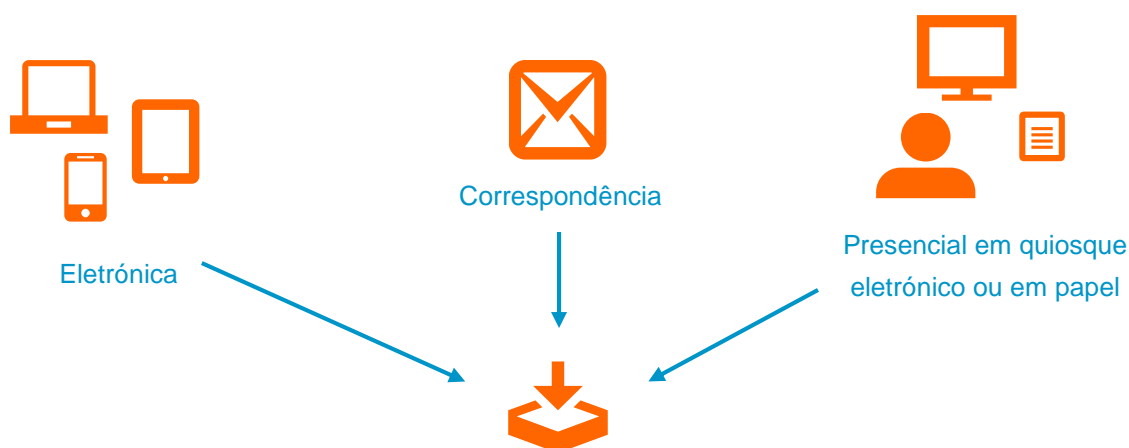 Eletrónica
Correspondência
Presencial em quiosque
eletrónico ou em papel